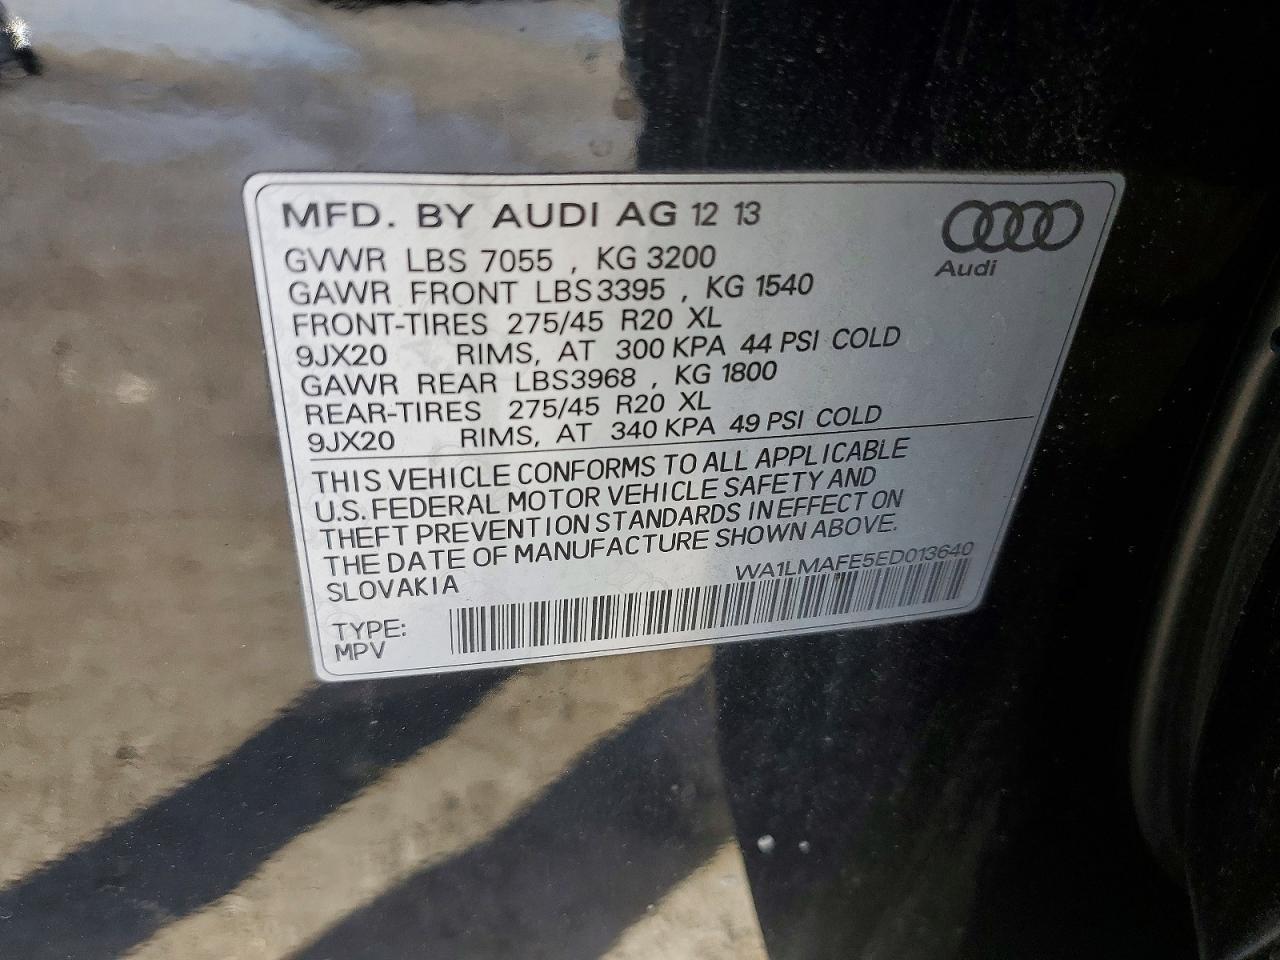 MFD. BY AUDI AG 12 13
Audi
GVWR LBS 7055 , KG 3200
GAWR FRONT LBS3395 , KG 1540
FRONT-TIRES 275/45 R20 XL
9JX20 RIMS, AT 300 KPA 44 PSI COLD
GAWR REAR LBS3968 , KG 1800
REAR-TIRES 275/45 R20 XL
9JX20 RIMS, AT 340 KPA 49 PSI COLD
THIS VEHICLE CONFORMS TO ALL APPLICABLE
U.S. FEDERAL MOTOR VEHICLE SAFETY AND
THEFT PREVENTION STANDARDS IN EFFECT ON
THE DATE OF MANUFACTURE SHOWN ABOVE.
SLOVAKIA
WA1LMAFE5ED013640
TYPE:
MPV